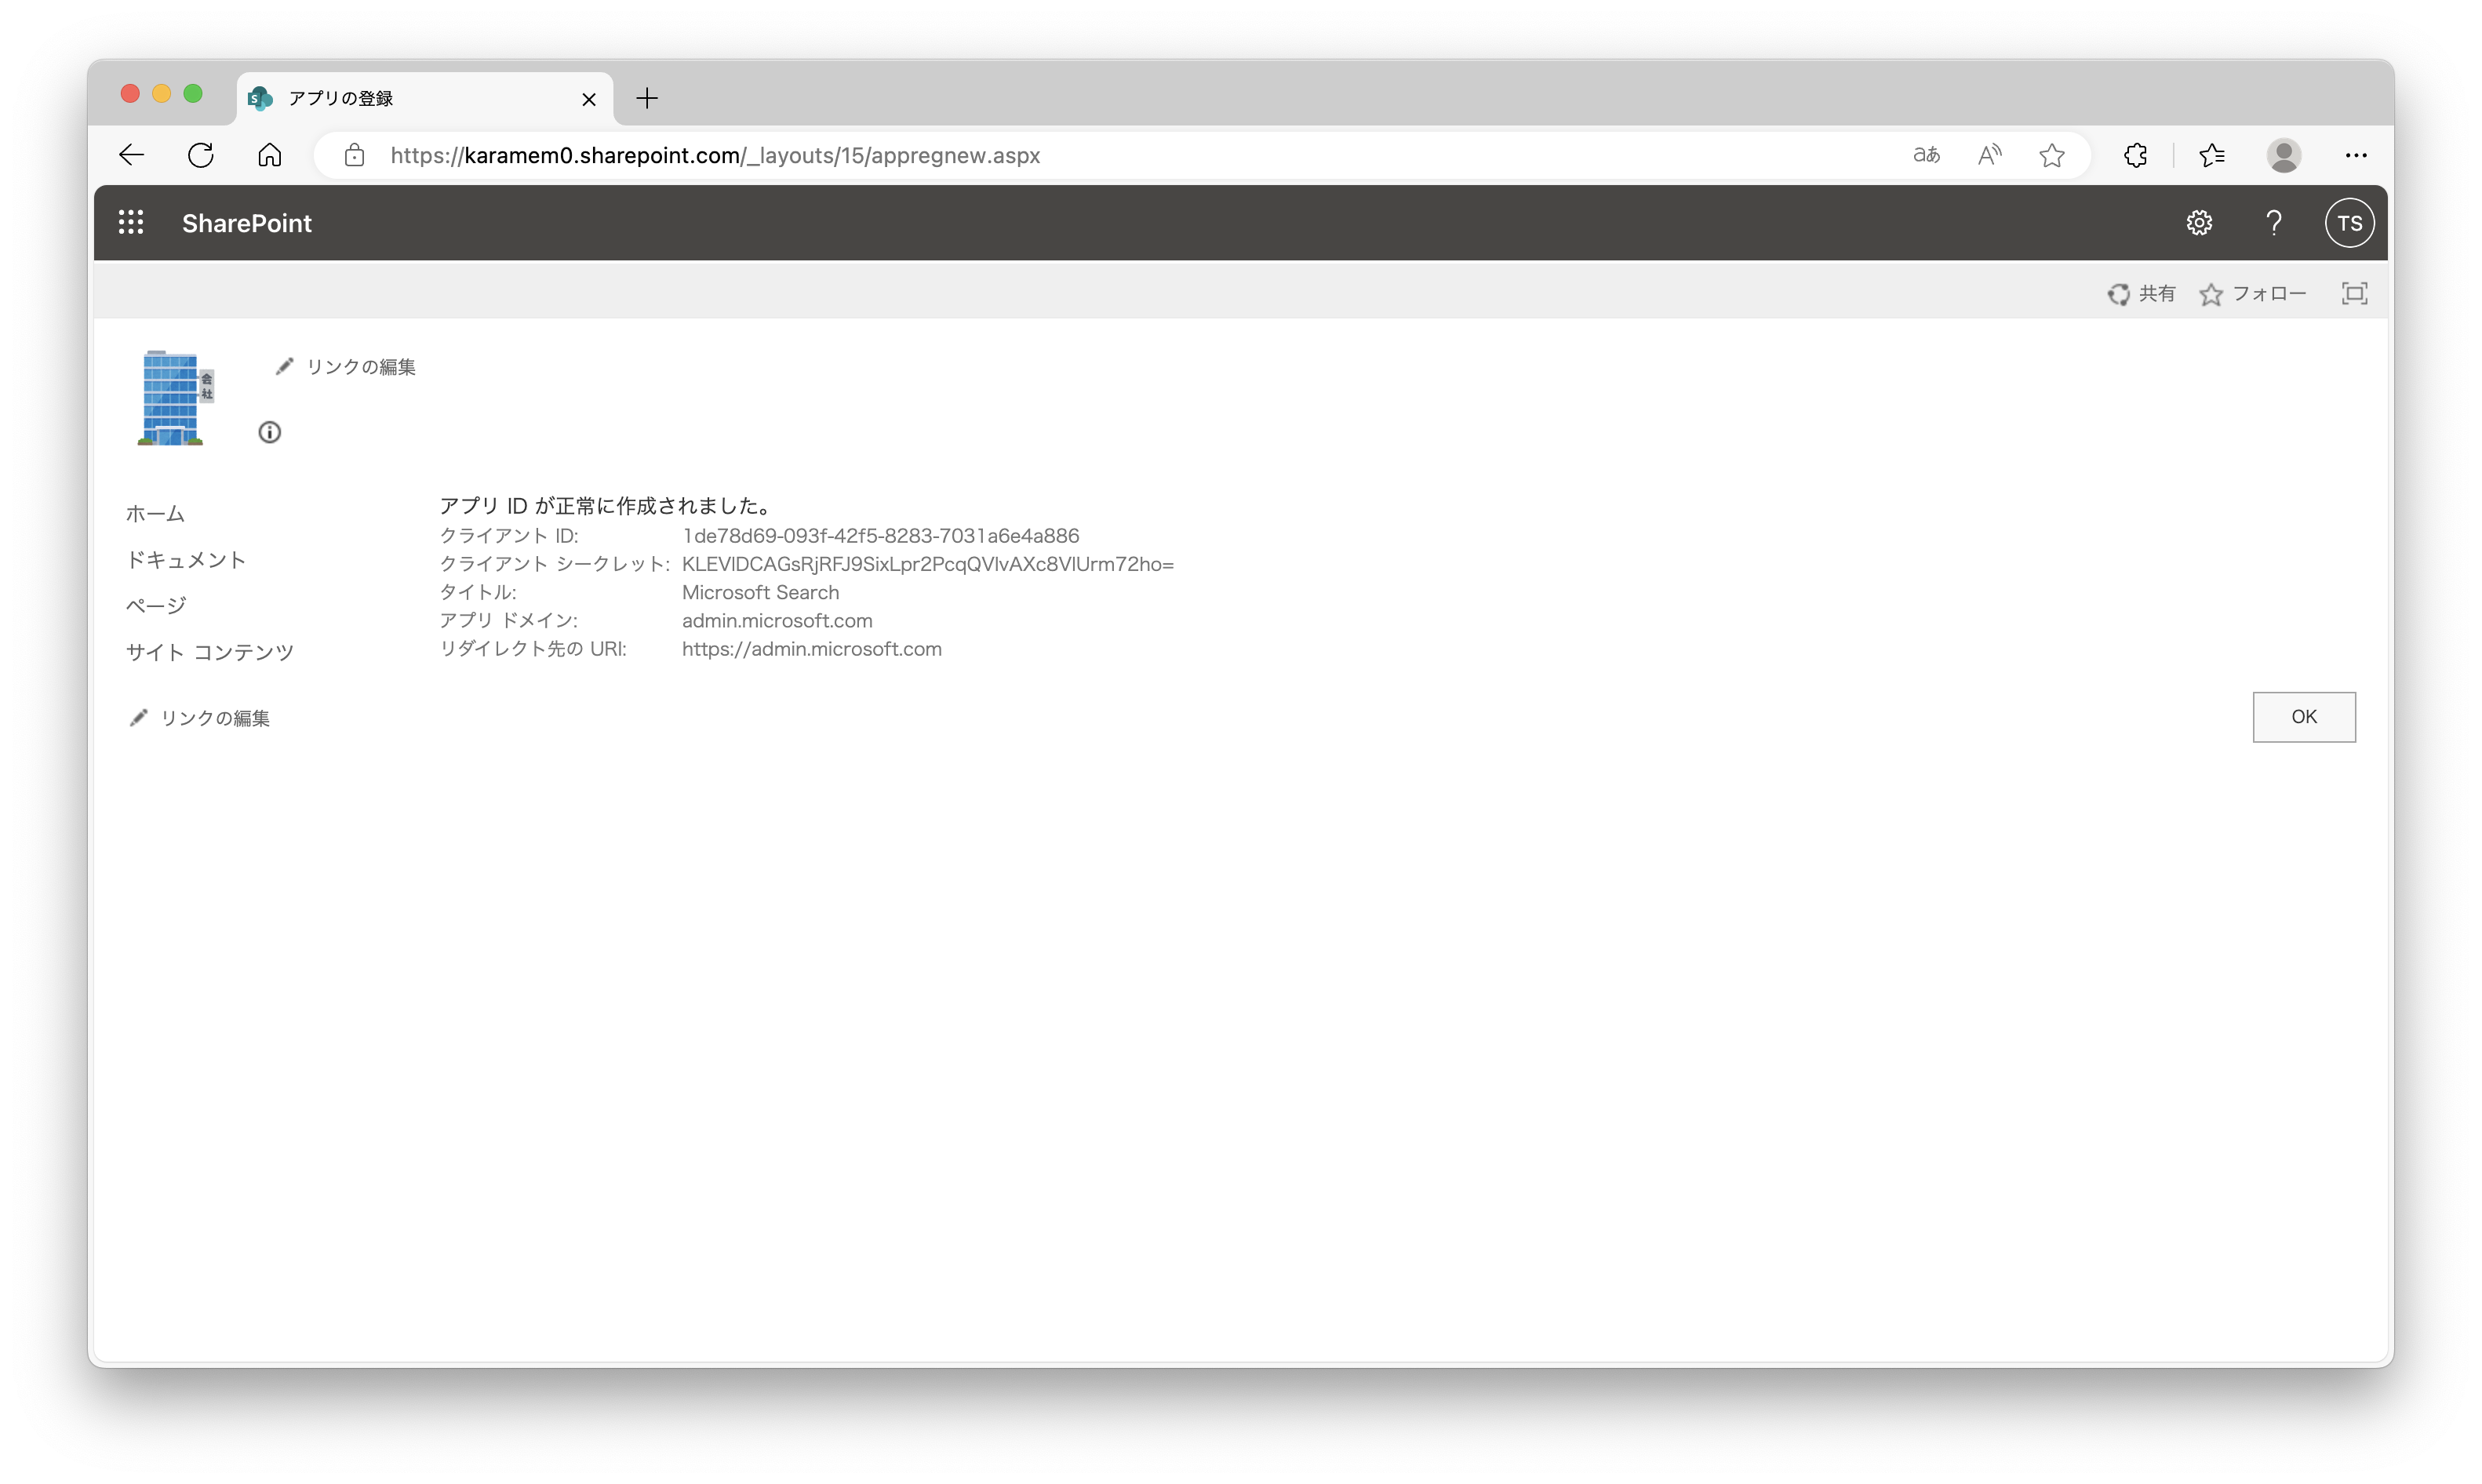 アプリの登録
https://karamem0.sharepoint.com/_layouts/15/appregnew.aspx
aあ
SharePoint
TS
共有 フォロー
リンクの編集
会社
ホーム
ドキュメント
ページ
サイト コンテンツ
リンクの編集
アプリ ID が正常に作成されました。
クライアント ID: 1de78d69-093f-42f5-8283-7031a6e4a886
クライアント シークレット: KLEVIDCAGsRjRFJ9SixLpr2PcqQVIvAXc8VlUrm72ho=
タイトル: Microsoft Search
アプリ ドメイン: admin.microsoft.com
リダイレクト先の URI: https://admin.microsoft.com
OK